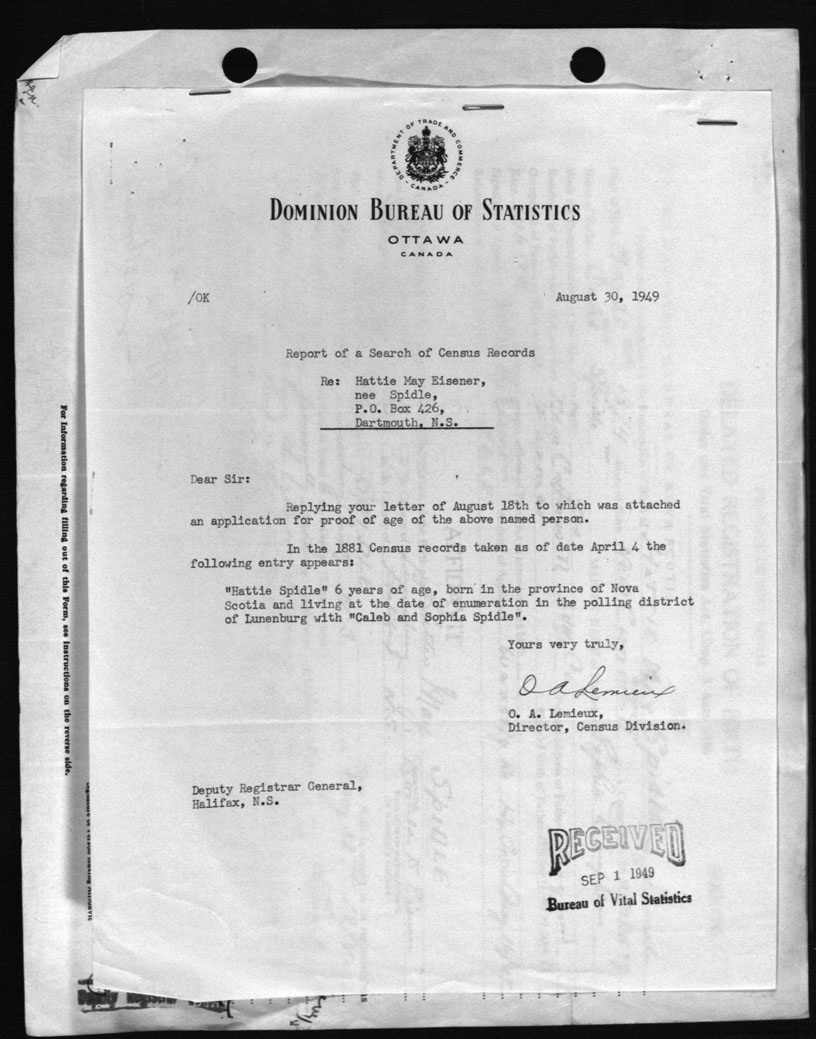 DEPARTMENT OF TRADE AND COMMERCE
CANADA
DOMINION BUREAU OF STATISTICS
OTTAWA
CANADA
/OK August 30, 1949
Report of a Search of Census Records
Re: Hattie May Eisener,
nee Spidle,
P.O. Box 426,
Dartmouth, N.S.
Dear Sir:
Replying your letter of August 18th to which was attached
an application for proof of age of the above named person.
In the 1881 Census records taken as of date April 4 the
following entry appears:
"Hattie Spidle" 6 years of age, born in the province of Nova
Scotia and living at the date of enumeration in the polling district
of Lunenburg with "Caleb and Sophia Spidle".
Yours very truly,
O A Lemieux
O. A. Lemieux,
Director, Census Division.
Deputy Registrar General,
Halifax, N.S.
RECEIVED
SEP 1 1949
Bureau of Vital Statistics
For Information regarding filling out of this Form, see instructions on the reverse side.